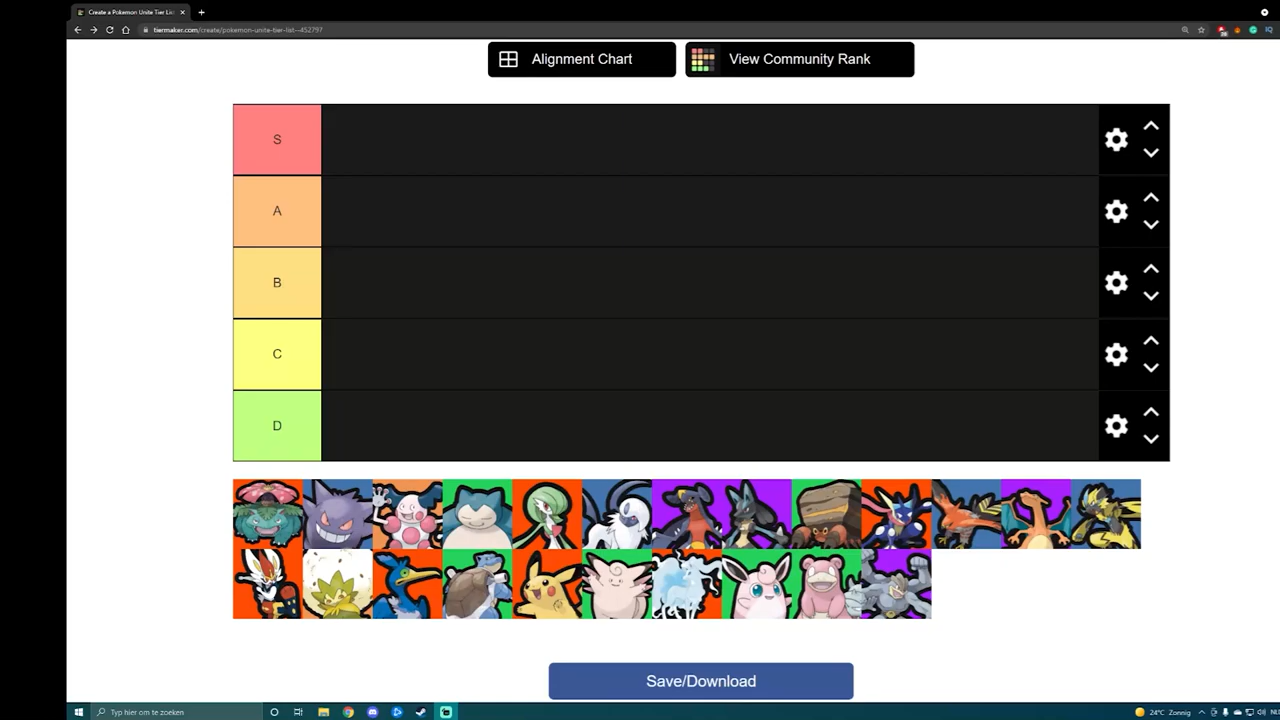 Create a Pokemon Unite Tier List
tiermaker.com/create/pokemon-unite-tier-list--452797
Alignment Chart
View Community Rank
S
A
B
C
D
Save/Download
Typ hier om te zoeken
24°C Zonnig